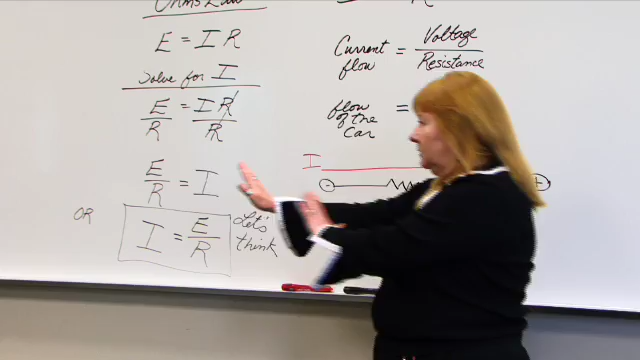 Ohms Law
E = I R
Solve for I
E/R = I R/R
E/R = I
OR
I = E/R
Let's
think
R
Current
flow
= Voltage/Resistance
flow
of the
Car
=
I